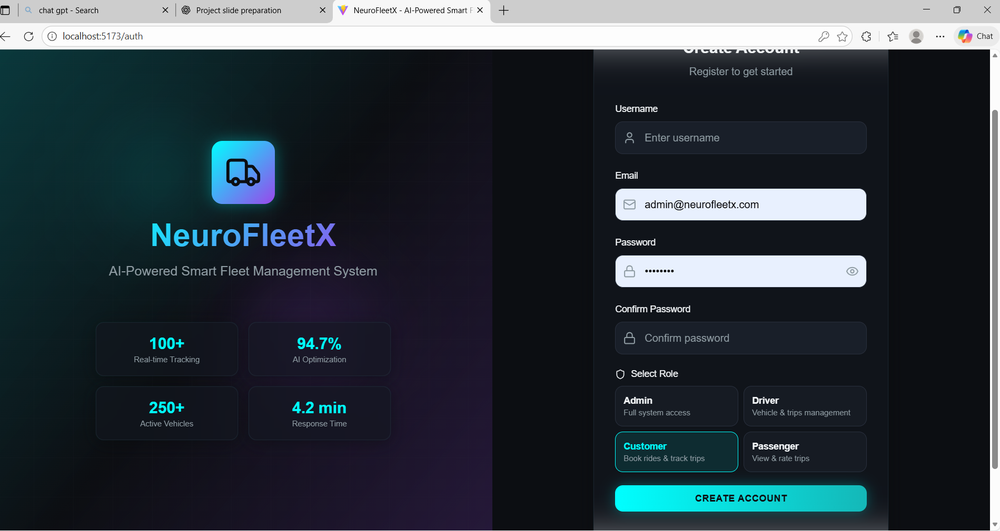 chat gpt - Search
Project slide preparation
NeuroFleetX - AI-Powered Smart F
localhost:5173/auth
Chat
NeuroFleetX
AI-Powered Smart Fleet Management System
100+
Real-time Tracking
94.7%
AI Optimization
250+
Active Vehicles
4.2 min
Response Time
Create Account
Register to get started
Username
Enter username
Email
admin@neurofleetx.com
Password
••••••••
Confirm Password
Confirm password
Select Role
Admin
Full system access
Driver
Vehicle & trips management
Customer
Book rides & track trips
Passenger
View & rate trips
CREATE ACCOUNT